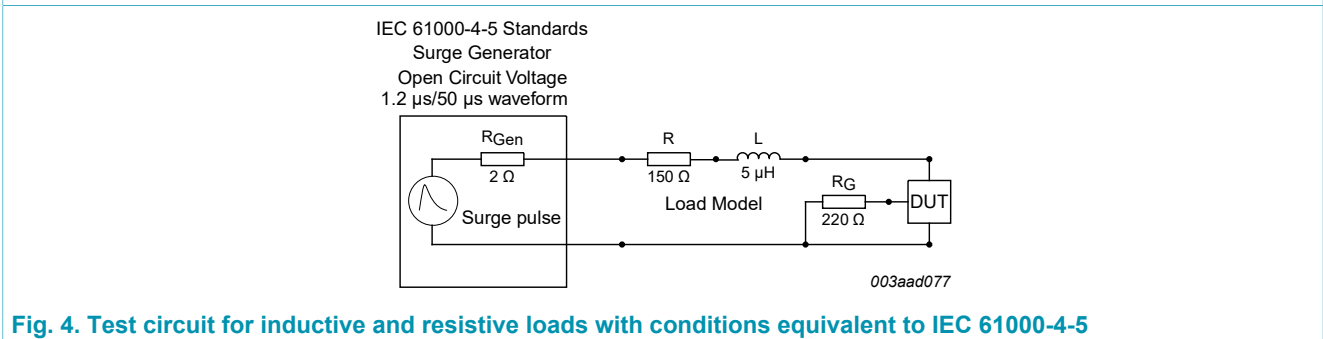 IEC 61000-4-5 Standards
Surge Generator
Open Circuit Voltage
1.2 µs/50 µs waveform
RGen
2 Ω
Surge pulse
R
150 Ω
L
5 µH
Load Model
RG
220 Ω
DUT
003aad077
Fig. 4. Test circuit for inductive and resistive loads with conditions equivalent to IEC 61000-4-5